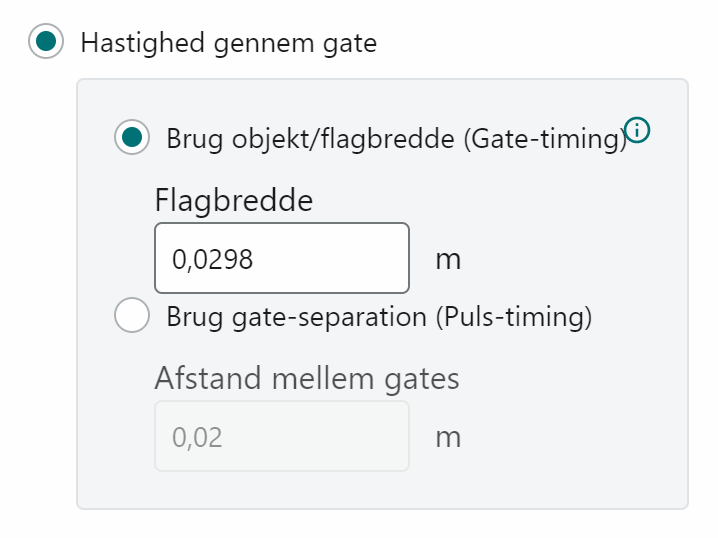 Hastighed gennem gate
Brug objekt/flagbredde (Gate-timing)
Flagbredde
0,0298 m
Brug gate-separation (Puls-timing)
Afstand mellem gates
0,02 m